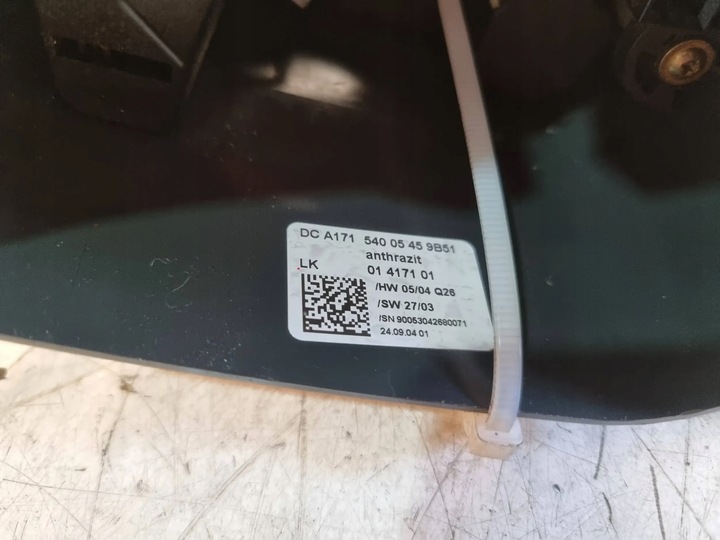 DC A171 540 05 45 9B51
anthrazit
LK 01 4171 01
/HW 05/04 Q26
/SW 27/03
/SN 90053042680071
24.09.04 01